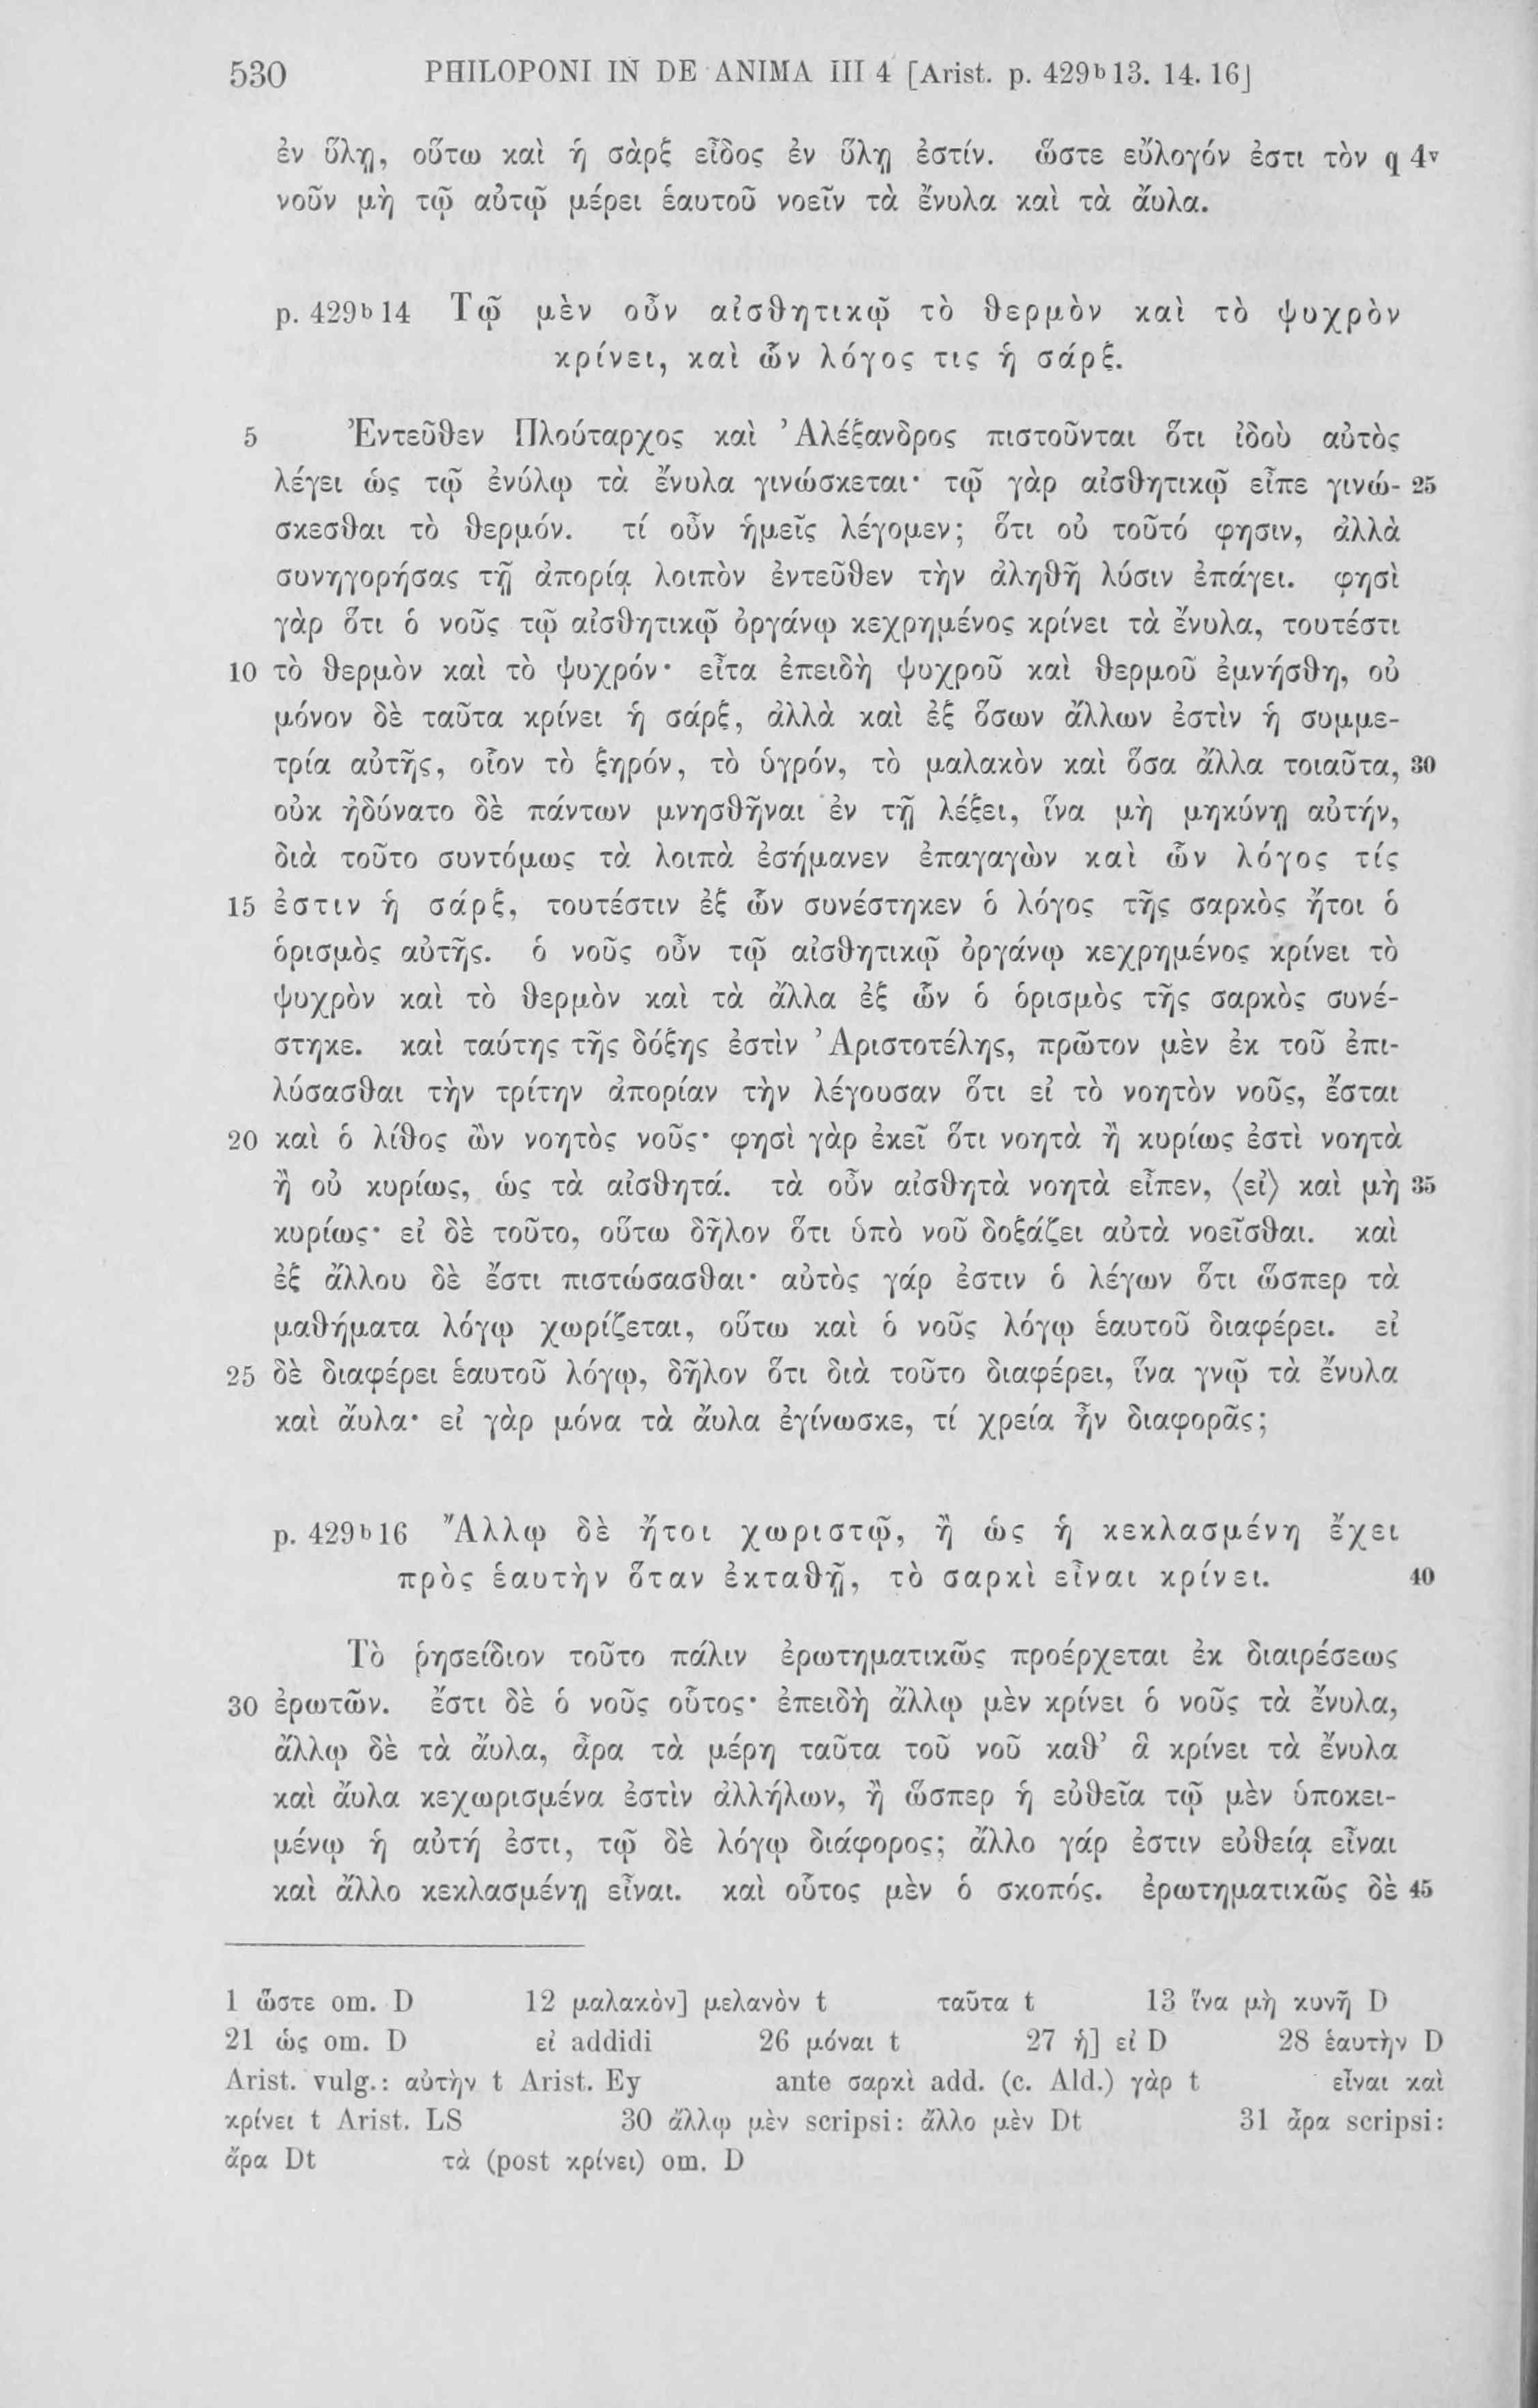 530 PHILOPONI IN DE ANIMA III 4 [Arist. p. 429ᵇ13. 14. 16]
ἐν ὕλῃ, οὕτω καὶ ἡ σὰρξ εἶδος ἐν ὕλῃ ἐστίν. ὥστε εὔλογόν ἐστι τὸν q 4ᵛ
νοῦν μὴ τῷ αὐτῷ μέρει ἑαυτοῦ νοεῖν τὰ ἔνυλα καὶ τὰ ἄυλα.
p. 429ᵇ14 Τῷ μὲν οὖν αἰσθητικῷ τὸ θερμὸν καὶ τὸ ψυχρὸν
κρίνει, καὶ ὧν λόγος τις ἡ σάρξ.
5 Ἐντεῦθεν Πλούταρχος καὶ Ἀλέξανδρος πιστοῦνται ὅτι ἰδοὺ αὐτὸς
λέγει ὡς τῷ ἐνύλῳ τὰ ἔνυλα γινώσκεται· τῷ γὰρ αἰσθητικῷ εἶπε γινώ- 25
σκεσθαι τὸ θερμόν. τί οὖν ἡμεῖς λέγομεν; ὅτι οὐ τοῦτό φησιν, ἀλλὰ
συνηγορήσας τῇ ἀπορίᾳ λοιπὸν ἐντεῦθεν τὴν ἀληθῆ λύσιν ἐπάγει. φησὶ
γὰρ ὅτι ὁ νοῦς τῷ αἰσθητικῷ ὀργάνῳ κεχρημένος κρίνει τὰ ἔνυλα, τουτέστι
10 τὸ θερμὸν καὶ τὸ ψυχρόν· εἶτα ἐπειδὴ ψυχροῦ καὶ θερμοῦ ἐμνήσθη, οὐ
μόνον δὲ ταῦτα κρίνει ἡ σάρξ, ἀλλὰ καὶ ἐξ ὅσων ἄλλων ἐστὶν ἡ συμμε-
τρία αὐτῆς, οἷον τὸ ξηρόν, τὸ ὑγρόν, τὸ μαλακὸν καὶ ὅσα ἄλλα τοιαῦτα, 30
οὐκ ἠδύνατο δὲ πάντων μνησθῆναι ἐν τῇ λέξει, ἵνα μὴ μηκύνῃ αὐτήν,
διὰ τοῦτο συντόμως τὰ λοιπὰ ἐσήμανεν ἐπαγαγὼν καὶ ὧν λόγος τίς
15 ἐστιν ἡ σάρξ, τουτέστιν ἐξ ὧν συνέστηκεν ὁ λόγος τῆς σαρκὸς ἤτοι ὁ
ὁρισμὸς αὐτῆς. ὁ νοῦς οὖν τῷ αἰσθητικῷ ὀργάνῳ κεχρημένος κρίνει τὸ
ψυχρὸν καὶ τὸ θερμὸν καὶ τὰ ἄλλα ἐξ ὧν ὁ ὁρισμὸς τῆς σαρκὸς συνέ-
στηκε. καὶ ταύτης τῆς δόξης ἐστὶν Ἀριστοτέλης, πρῶτον μὲν ἐκ τοῦ ἐπι-
λύσασθαι τὴν τρίτην ἀπορίαν τὴν λέγουσαν ὅτι εἰ τὸ νοητὸν νοῦς, ἔσται
20 καὶ ὁ λίθος ὢν νοητὸς νοῦς· φησὶ γὰρ ἐκεῖ ὅτι νοητὰ ἢ κυρίως ἐστὶ νοητὰ
ἢ οὐ κυρίως, ὡς τὰ αἰσθητά. τὰ οὖν αἰσθητὰ νοητὰ εἶπεν, ⟨εἰ⟩ καὶ μὴ 35
κυρίως· εἰ δὲ τοῦτο, οὕτω δῆλον ὅτι ὑπὸ νοῦ δοξάζει αὐτὰ νοεῖσθαι. καὶ
ἐξ ἄλλου δὲ ἔστι πιστώσασθαι· αὐτὸς γάρ ἐστιν ὁ λέγων ὅτι ὥσπερ τὰ
μαθήματα λόγῳ χωρίζεται, οὕτω καὶ ὁ νοῦς λόγῳ ἑαυτοῦ διαφέρει. εἰ
25 δὲ διαφέρει ἑαυτοῦ λόγῳ, δῆλον ὅτι διὰ τοῦτο διαφέρει, ἵνα γνῷ τὰ ἔνυλα
καὶ ἄυλα· εἰ γὰρ μόνα τὰ ἄυλα ἐγίνωσκε, τί χρεία ἦν διαφορᾶς;
p. 429ᵇ16 Ἄλλῳ δὲ ἤτοι χωριστῷ, ἢ ὡς ἡ κεκλασμένη ἔχει
πρὸς ἑαυτὴν ὅταν ἐκταθῇ, τὸ σαρκὶ εἶναι κρίνει. 40
Τὸ ῥησείδιον τοῦτο πάλιν ἐρωτηματικῶς προέρχεται ἐκ διαιρέσεως
30 ἐρωτῶν. ἔστι δὲ ὁ νοῦς οὗτος· ἐπειδὴ ἄλλῳ μὲν κρίνει ὁ νοῦς τὰ ἔνυλα,
ἄλλῳ δὲ τὰ ἄυλα, ἆρα τὰ μέρη ταῦτα τοῦ νοῦ καθ’ ἃ κρίνει τὰ ἔνυλα
καὶ ἄυλα κεχωρισμένα ἐστὶν ἀλλήλων, ἢ ὥσπερ ἡ εὐθεῖα τῷ μὲν ὑποκει-
μένῳ ἡ αὐτή ἐστι, τῷ δὲ λόγῳ διάφορος; ἄλλο γάρ ἐστιν εὐθείᾳ εἶναι
καὶ ἄλλο κεκλασμένῃ εἶναι. καὶ οὗτος μὲν ὁ σκοπός. ἐρωτηματικῶς δὲ 45
1 ὥστε om. D 12 μαλακὸν] μελανὸν t ταῦτα t 13 ἵνα μὴ κυνῆ D
21 ὡς om. D εἰ addidi 26 μόναι t 27 ἡ] εἰ D 28 ἑαυτὴν D
Arist. vulg.: αὑτὴν t Arist. Ey ante σαρκὶ add. (c. Ald.) γὰρ t εἶναι καὶ
κρίνει t Arist. LS 30 ἄλλῳ μὲν scripsi: ἄλλο μὲν Dt 31 ἆρα scripsi:
ἄρα Dt τὰ (post κρίνει) om. D